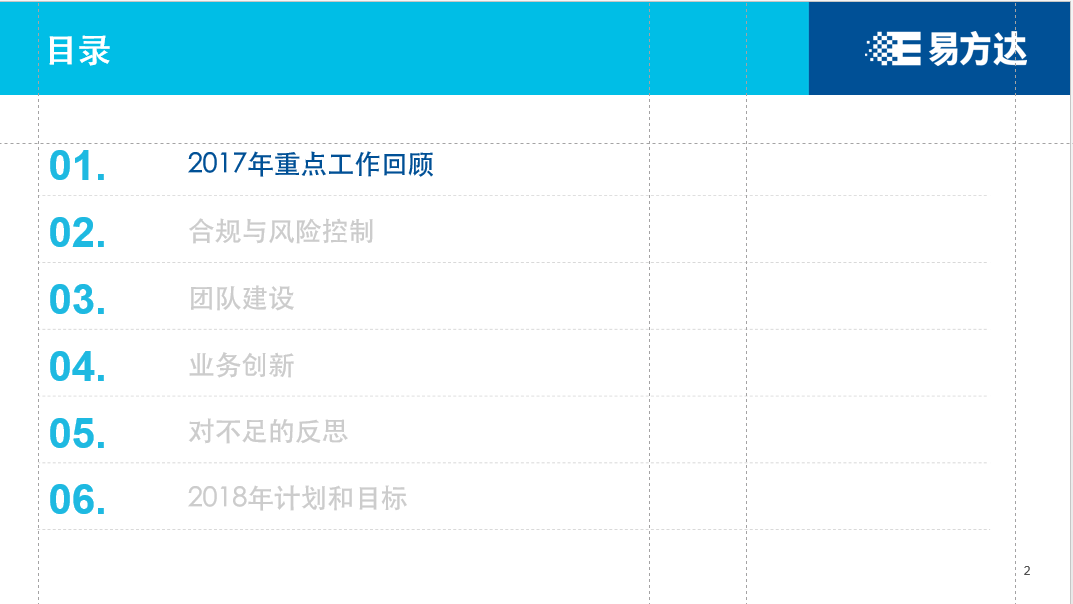 目录
易方达
01.
2017年重点工作回顾
02.
合规与风险控制
03.
团队建设
04.
业务创新
05.
对不足的反思
06.
2018年计划和目标
2